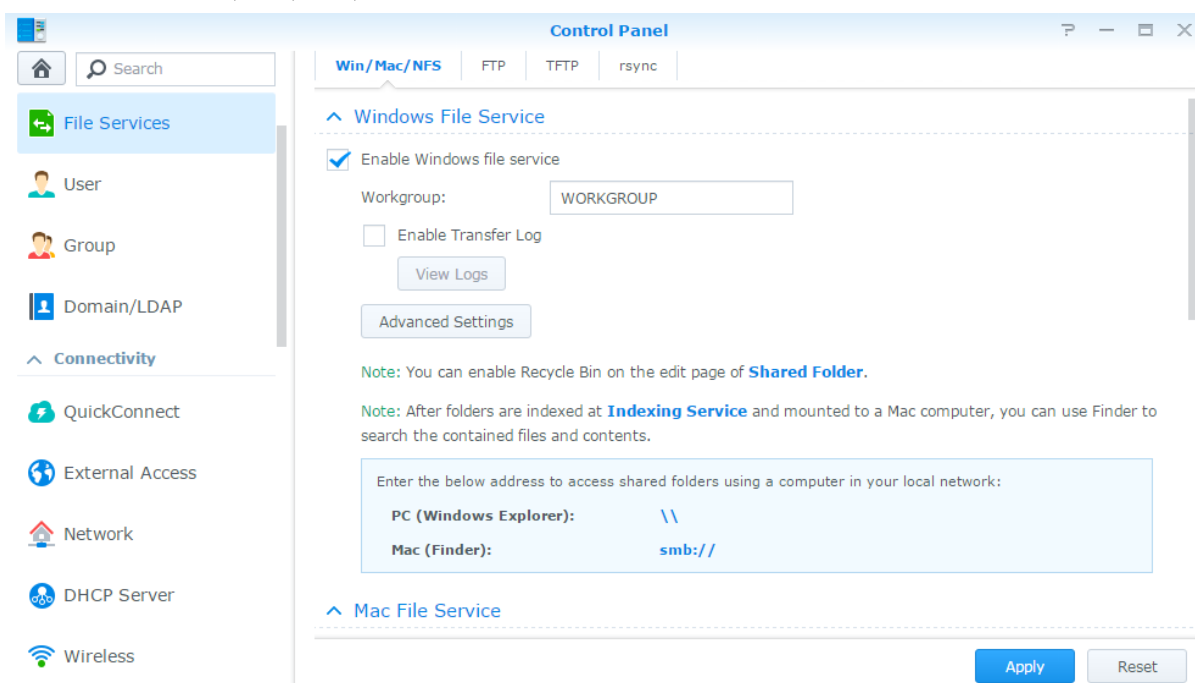 Control Panel
Search
Win/Mac/NFS FTP TFTP rsync
File Services
User
Group
Domain/LDAP
Connectivity
QuickConnect
External Access
Network
DHCP Server
Wireless
Windows File Service
Enable Windows file service
Workgroup: WORKGROUP
Enable Transfer Log
View Logs
Advanced Settings
Note: You can enable Recycle Bin on the edit page of Shared Folder.
Note: After folders are indexed at Indexing Service and mounted to a Mac computer, you can use Finder to
search the contained files and contents.
Enter the below address to access shared folders using a computer in your local network:
PC (Windows Explorer): \\
Mac (Finder): smb://
Mac File Service
Apply Reset